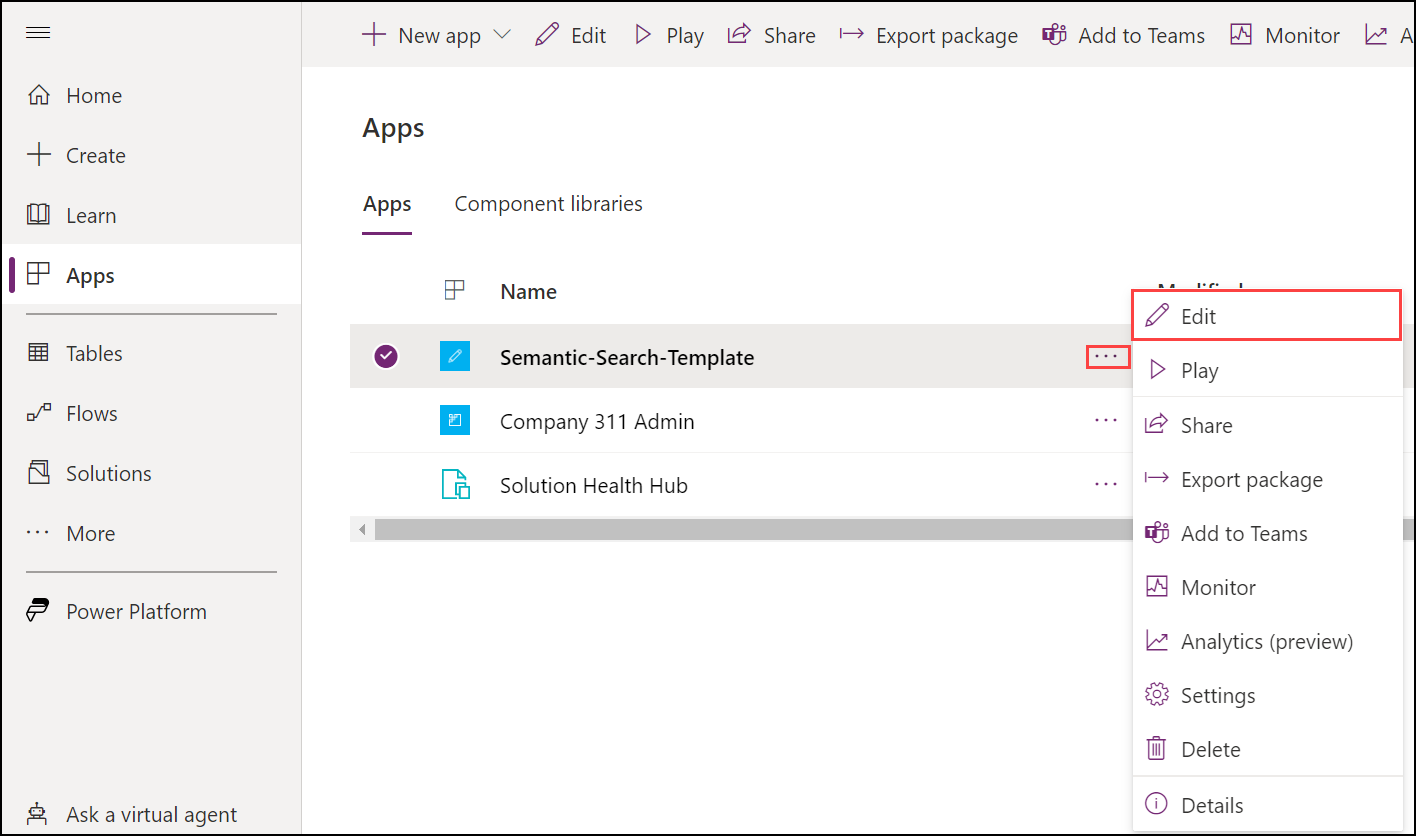 New app Edit Play Share Export package Add to Teams Monitor A
Home
Create
Learn
Apps
Tables
Flows
Solutions
More
Power Platform
Ask a virtual agent
Apps
Apps Component libraries
Name
Semantic-Search-Template ...
Company 311 Admin ...
Solution Health Hub ...
Edit
Play
Share
Export package
Add to Teams
Monitor
Analytics (preview)
Settings
Delete
Details